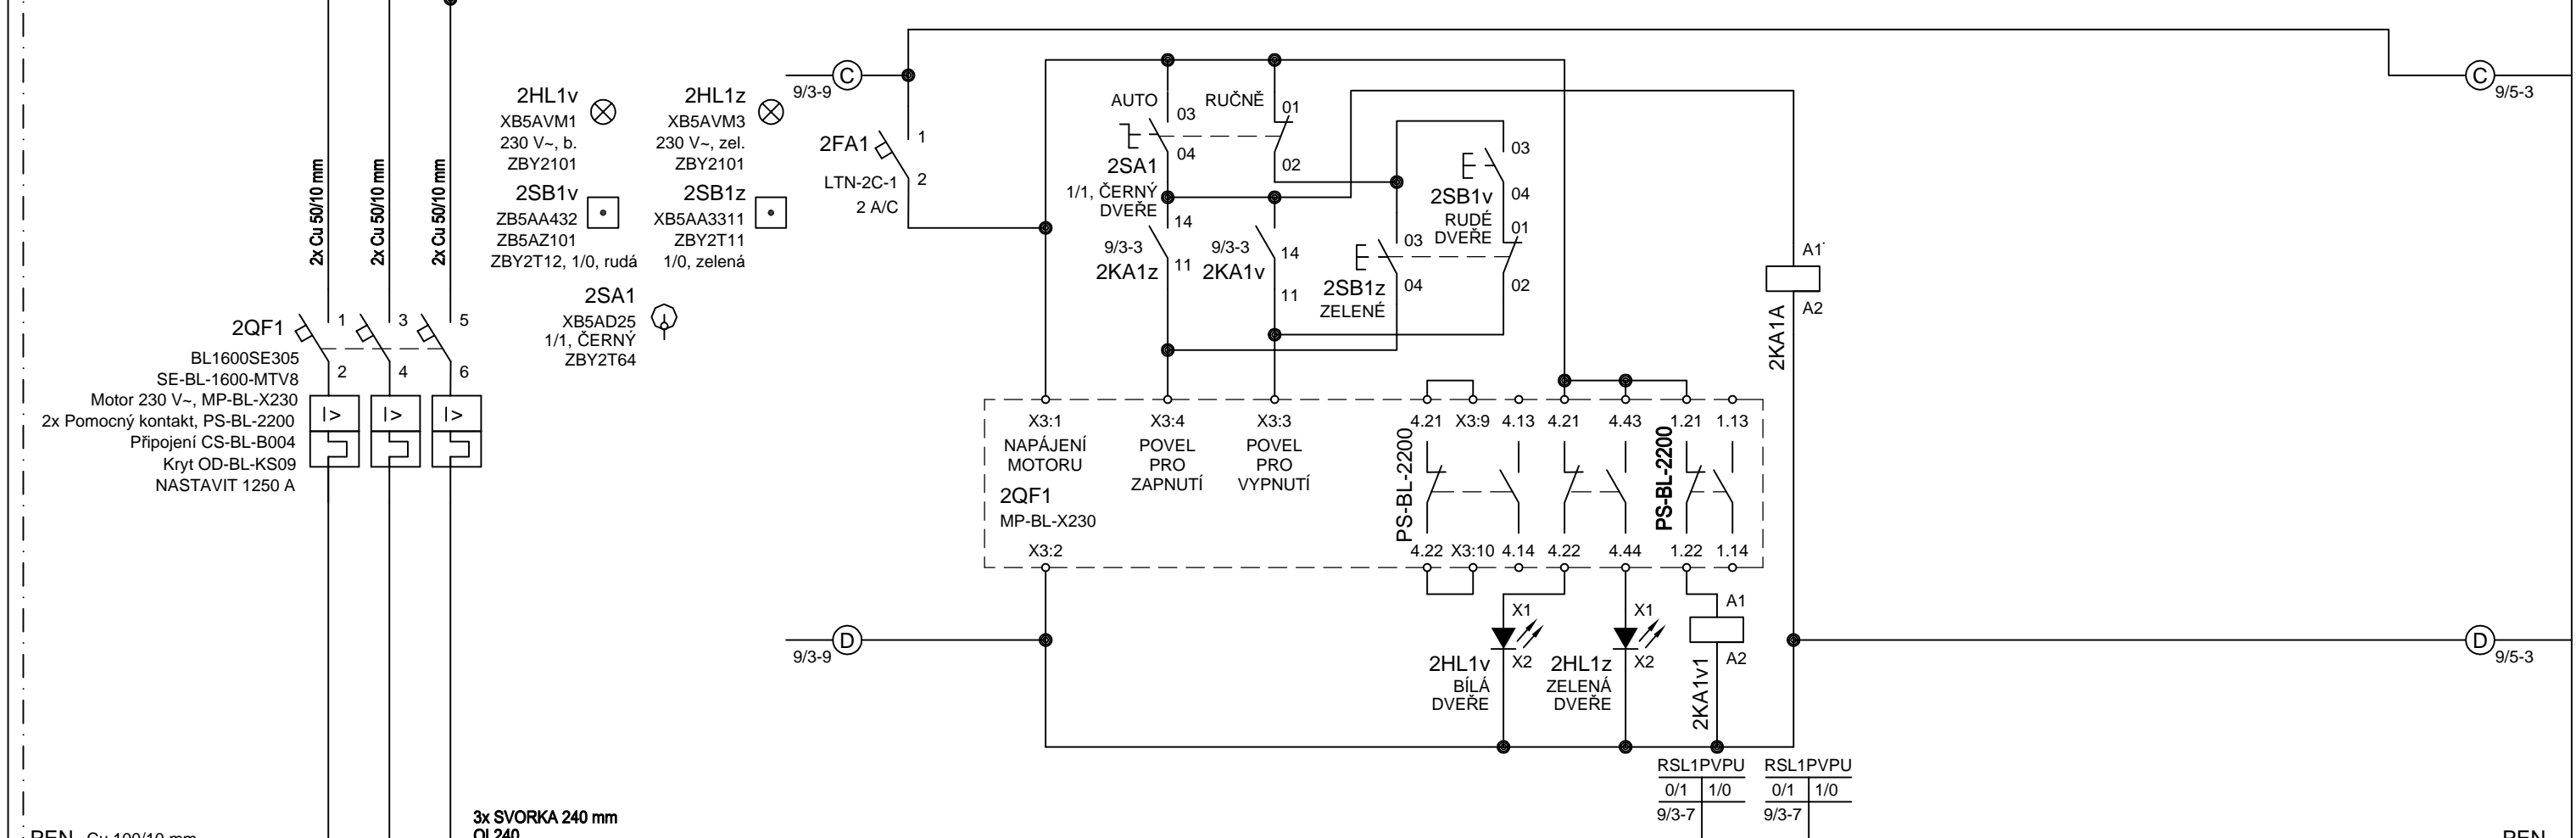 2x Cu 50/10 mm
2x Cu 50/10 mm
2x Cu 50/10 mm
2QF1
1
3
5
2
4
6
BL1600SE305
SE-BL-1600-MTV8
Motor 230 V~, MP-BL-X230
2x Pomocný kontakt, PS-BL-2200
Připojení CS-BL-B004
Kryt OD-BL-KS09
NASTAVIT 1250 A
I>
I>
I>
2HL1v
XB5AVM1
230 V~, b.
ZBY2101
2HL1z
XB5AVM3
230 V~, zel.
ZBY2101
2SB1v
ZB5AA432
ZB5AZ101
ZBY2T12, 1/0, rudá
2SB1z
XB5AA3311
ZBY2T11
1/0, zelená
2SA1
XB5AD25
1/1, ČERNÝ
ZBY2T64
C
9/3-9
2FA1
1
2
LTN-2C-1
2 A/C
AUTO
RUČNĚ
03
04
01
02
2SA1
1/1, ČERNÝ
DVEŘE
14
9/3-3
2KA1z
11
9/3-3
2KA1v
14
11
03
04
2SB1v
RUDÉ
DVEŘE
01
02
03
04
2SB1z
ZELENÉ
A1
A2
2KA1A
C
9/5-3
X3:1
NAPÁJENÍ
MOTORU
X3:4
POVEL
PRO
ZAPNUTÍ
X3:3
POVEL
PRO
VYPNUTÍ
2QF1
MP-BL-X230
X3:2
PS-BL-2200
4.21
X3:9
4.13
4.21
4.43
1.21
1.13
PS-BL-2200
4.22
X3:10
4.14
4.22
4.44
1.22
1.14
D
9/3-9
X1
X2
2HL1v
BÍLÁ
DVEŘE
X1
X2
2HL1z
ZELENÁ
DVEŘE
A1
A2
2KA1v1
D
9/5-3
RSL1PVPU
0/1
1/0
9/3-7
RSL1PVPU
0/1
1/0
9/3-7
3x SVORKA 240 mm
OL240
PEN
Cu 100/10 mm
PEN